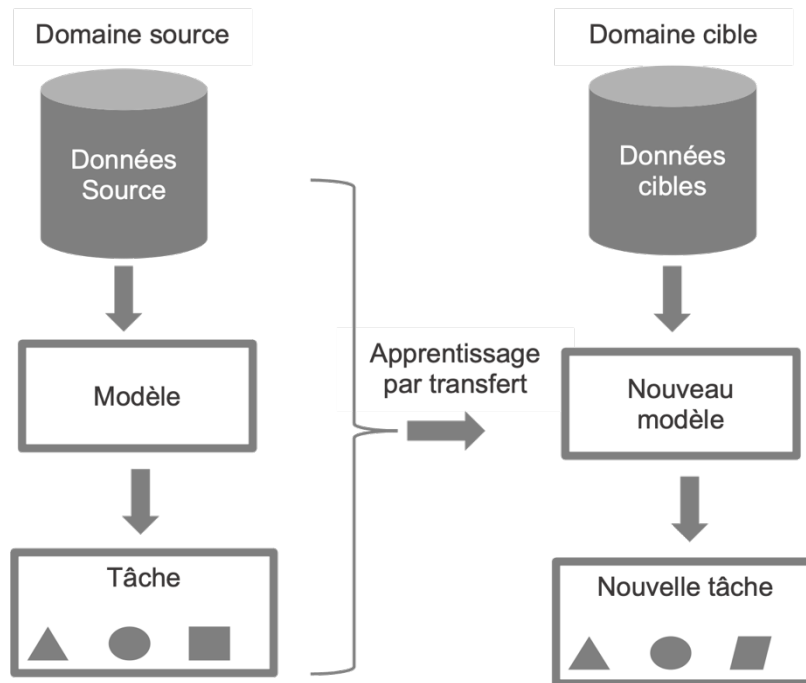 Domaine source
Données
Source
Modèle
Tâche
Apprentissage
par transfert
Domaine cible
Données
cibles
Nouveau
modèle
Nouvelle tâche